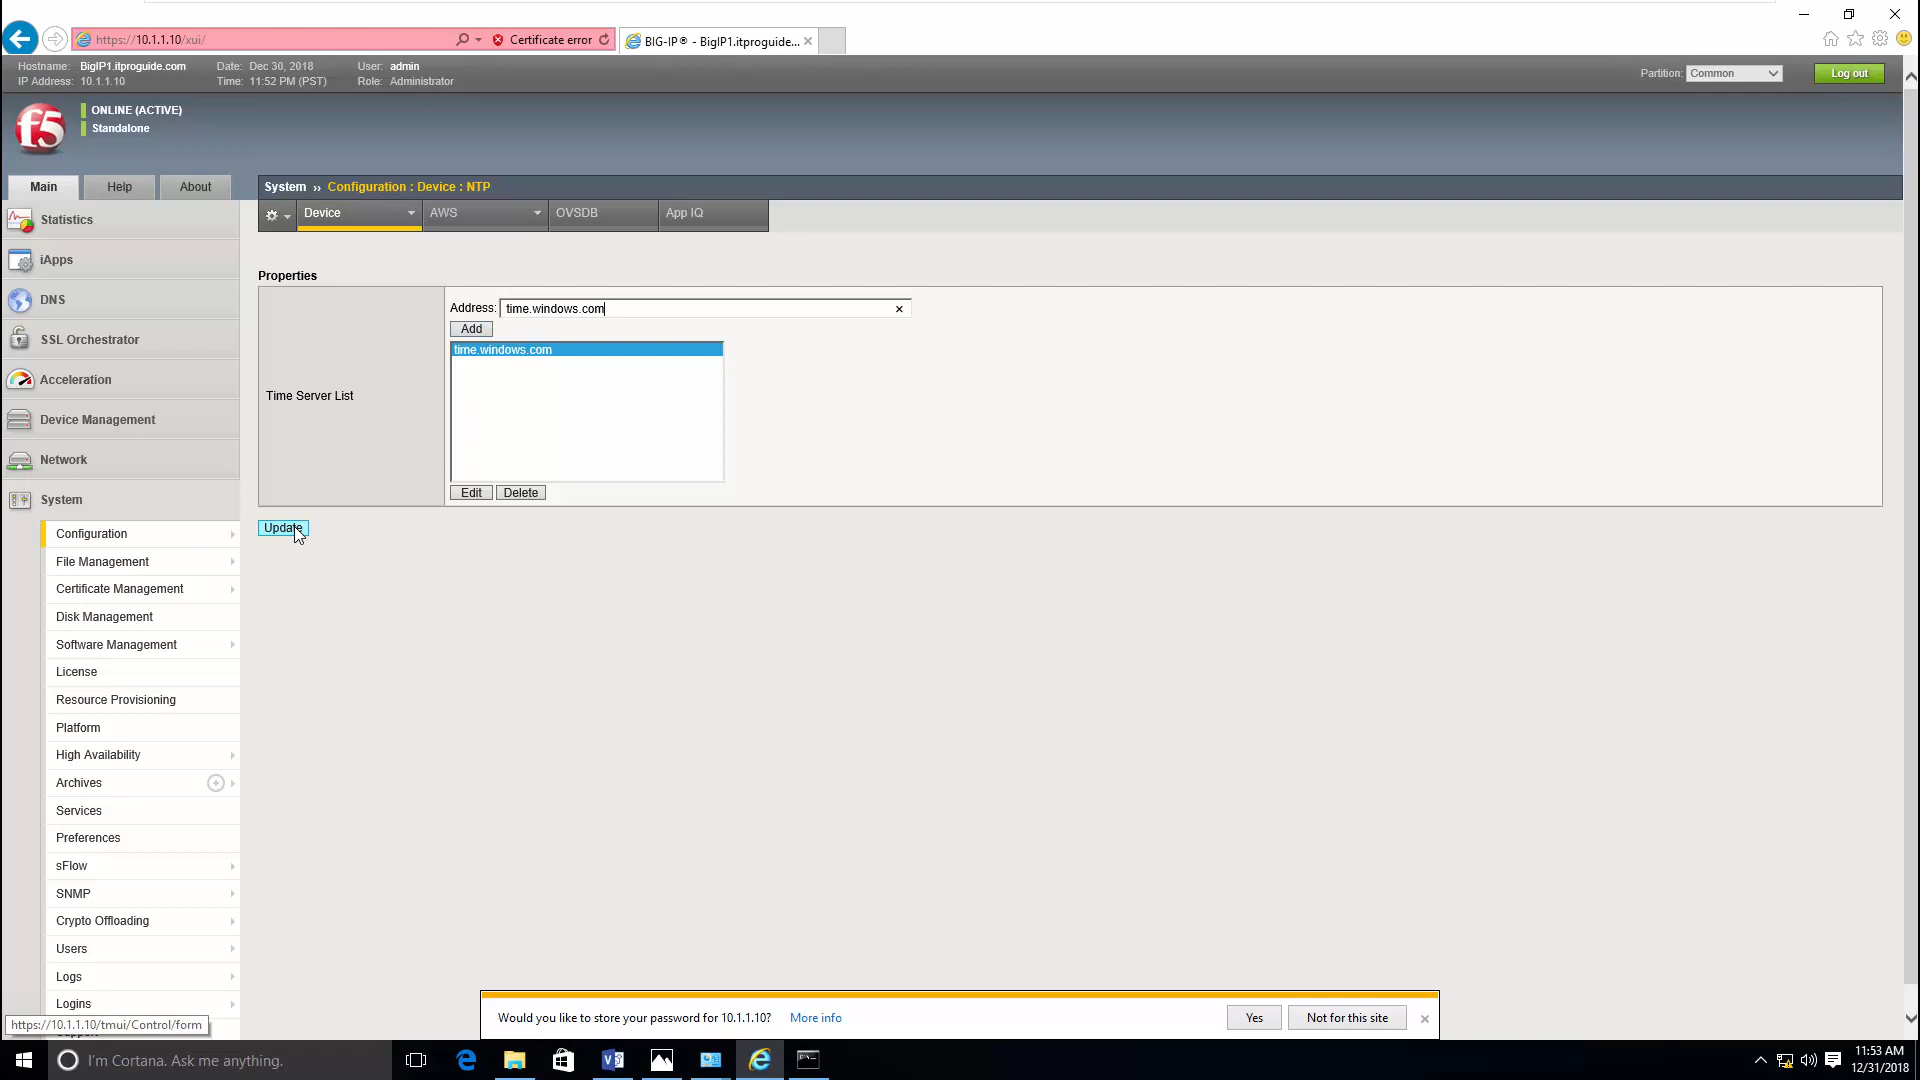 https://10.1.1.10/xui/
Certificate error
BIG-IP® - BigIP1.itproguide...
Hostname: BigIP1.itproguide.com
Date: Dec 30, 2018
User: admin
IP Address: 10.1.1.10
Time: 11:52 PM (PST)
Role: Administrator
Partition: Common
Log out
f5
ONLINE (ACTIVE)
Standalone
Main
Help
About
System ›› Configuration : Device : NTP
Device
AWS
OVSDB
App IQ
Statistics
iApps
DNS
SSL Orchestrator
Acceleration
Device Management
Network
System
Configuration
File Management
Certificate Management
Disk Management
Software Management
License
Resource Provisioning
Platform
High Availability
Archives
Services
Preferences
sFlow
SNMP
Crypto Offloading
Users
Logs
Logins
Properties
Time Server List
Address: time.windows.com
Add
time.windows.com
Edit
Delete
Update
https://10.1.1.10/tmui/Control/form
Would you like to store your password for 10.1.1.10?
More info
Yes
Not for this site
I'm Cortana. Ask me anything.
11:53 AM
12/31/2018